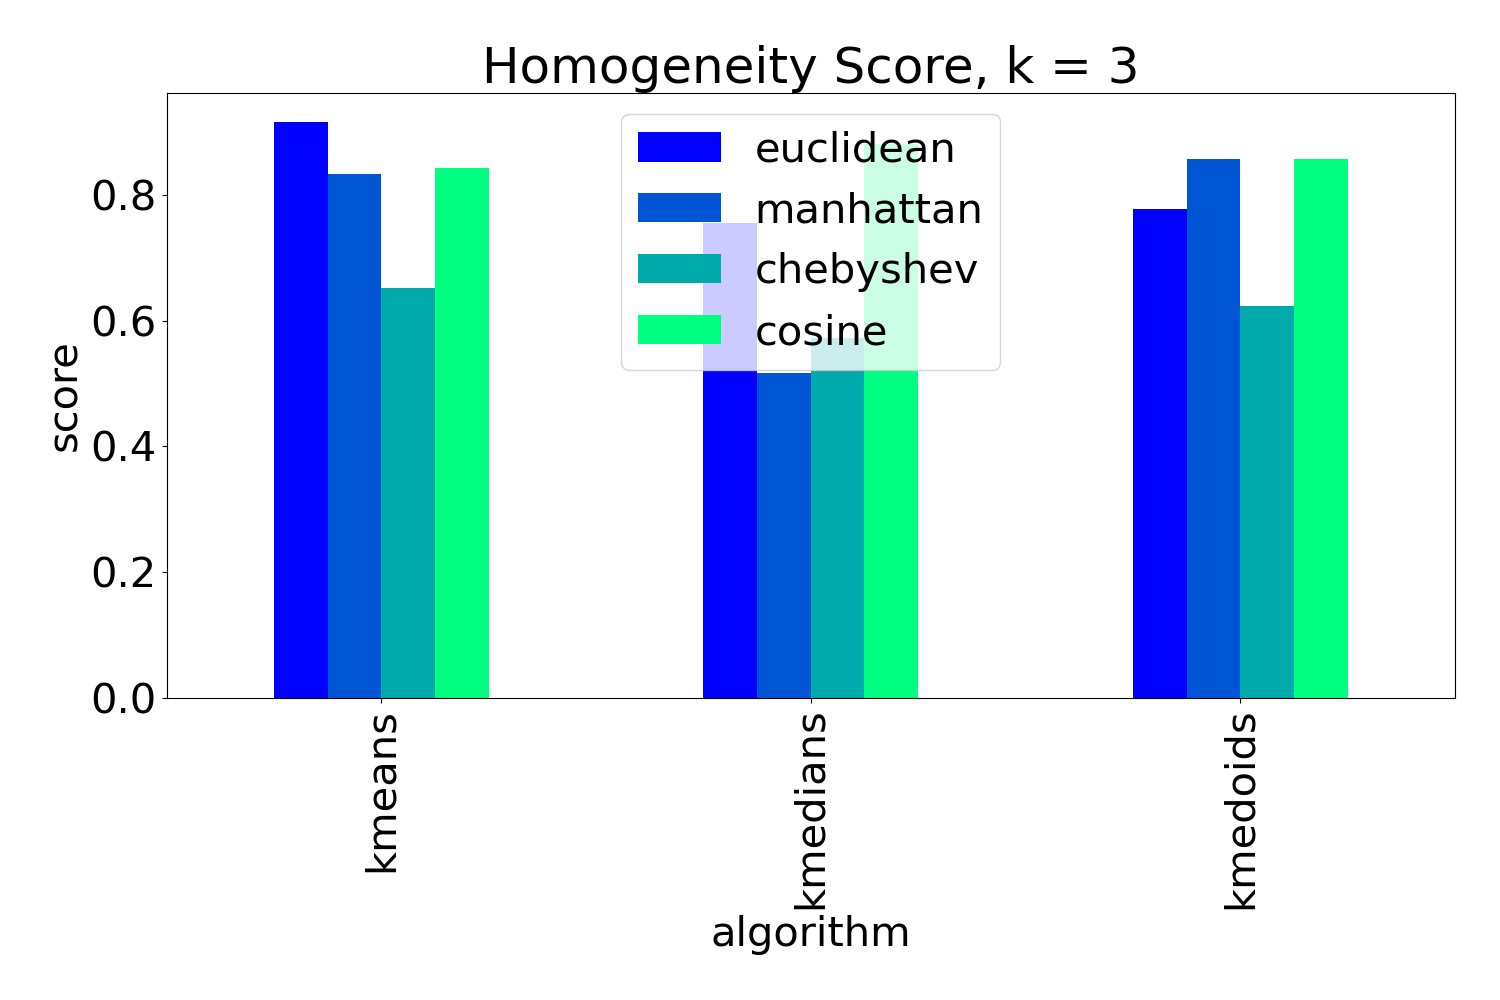 Homogeneity Score, k = 3
euclidean
manhattan
chebyshev
cosine
score
0.8
0.6
0.4
0.2
0.0
kmeans
kmedians
kmedoids
algorithm